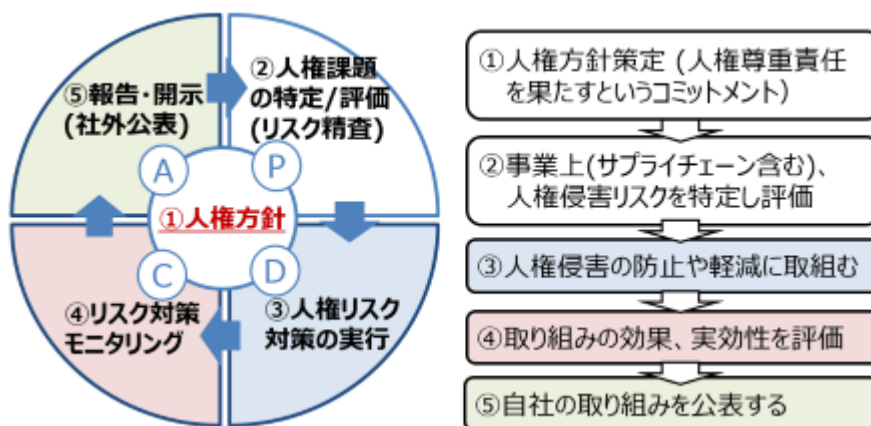 ⑤報告・開示
(社外公表)
②人権課題
の特定/評価
(リスク精査)
A
P
①人権方針
C
D
④リスク対策
モニタリング
③人権リスク
対策の実行
①人権方針策定 (人権尊重責任
を果たすというコミットメント)
②事業上(サプライチェーン含む)、
人権侵害リスクを特定し評価
③人権侵害の防止や軽減に取組む
④取り組みの効果、実効性を評価
⑤自社の取り組みを公表する